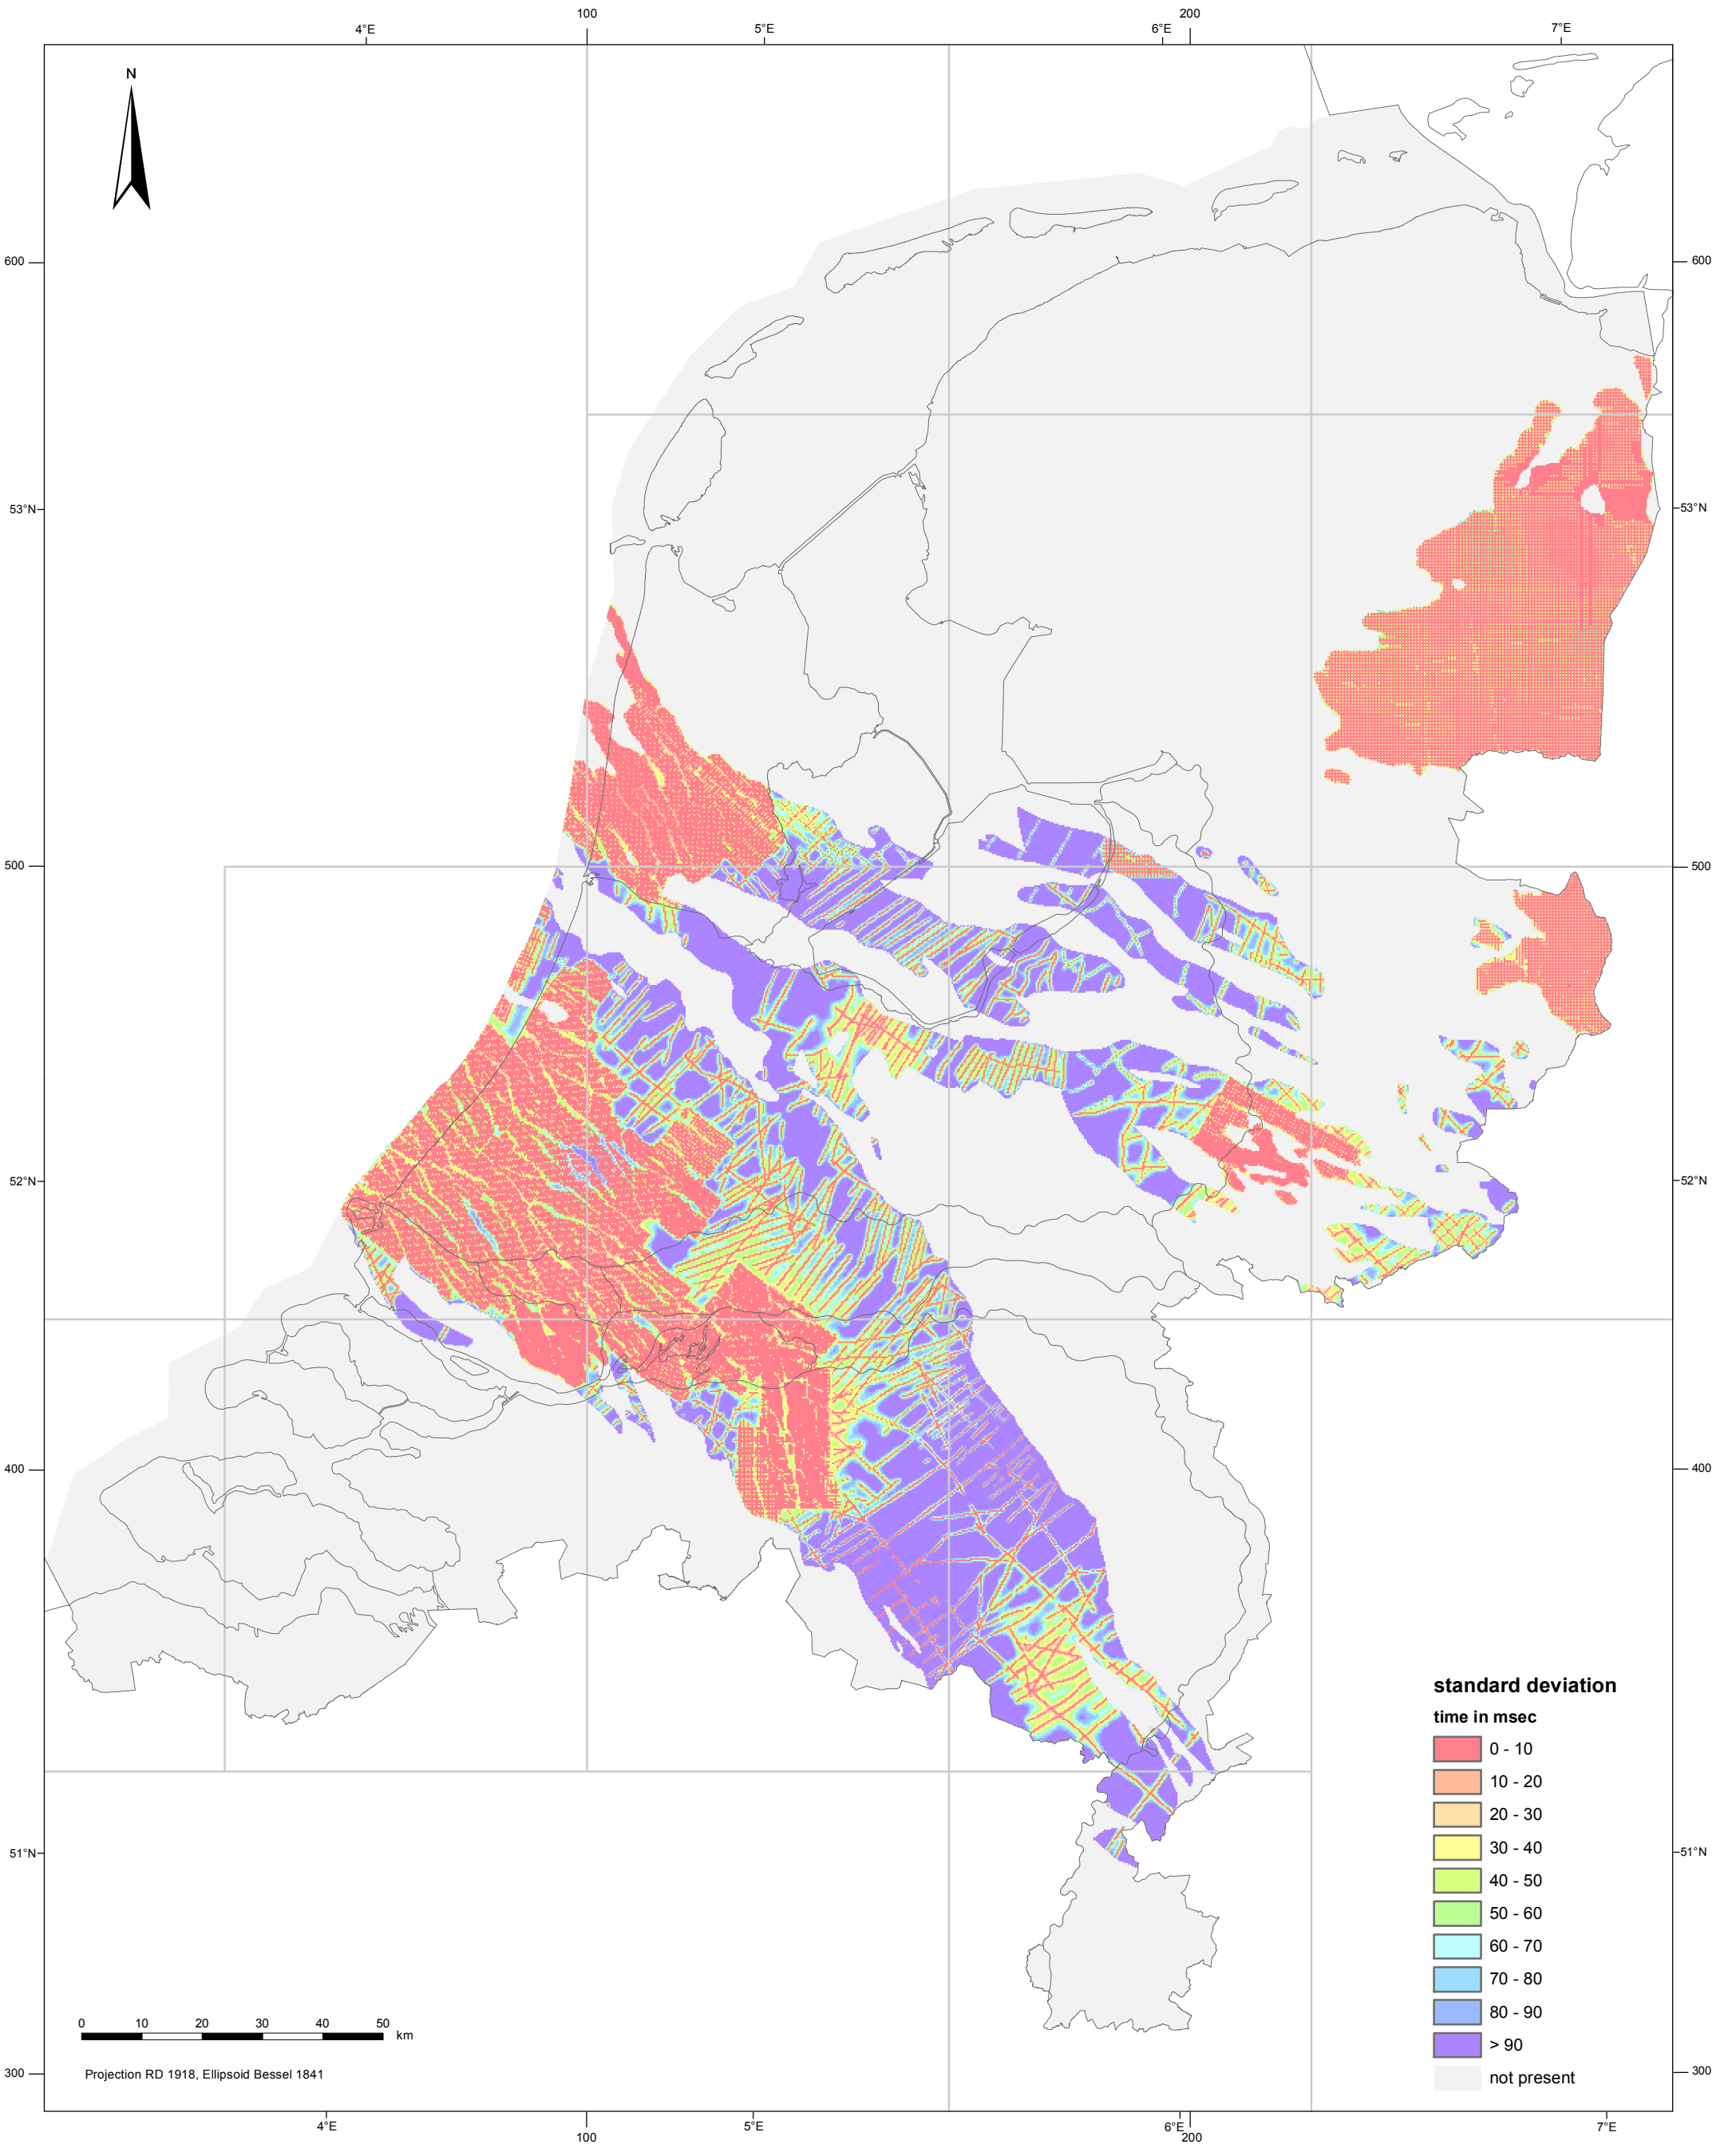 100 200
4°E 5°E 6°E 7°E
N
600 600
53°N 53°N
500 500
52°N 52°N
400 400
standard deviation
time in msec
0 - 10
10 - 20
20 - 30
30 - 40
51°N 51°N
40 - 50
50 - 60
60 - 70
70 - 80
80 - 90
0 10 20 30 40 50 km
> 90
300 300
Projection RD 1918, Ellipsoid Bessel 1841
not present
4°E 5°E 6°E 7°E
100 200